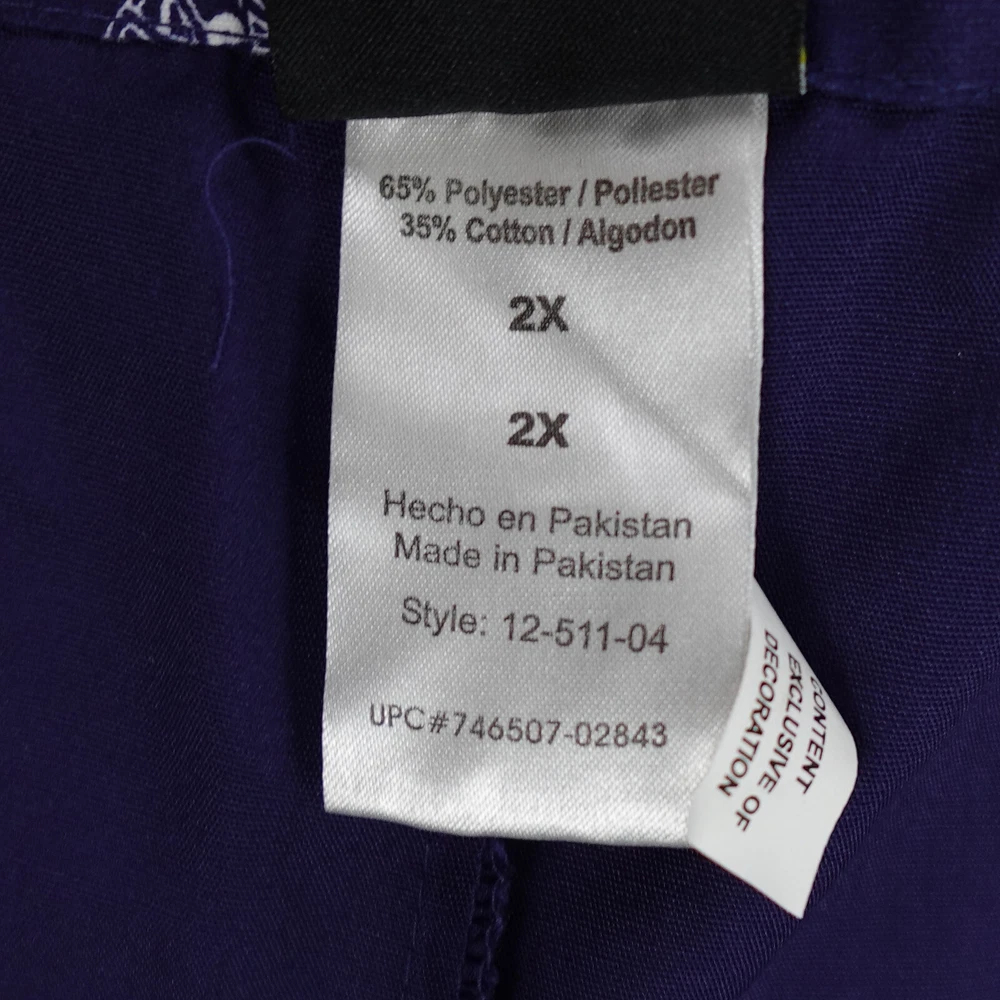 65% Polyester / Poliester
35% Cotton / Algodon
2X
2X
Hecho en Pakistan
Made in Pakistan
Style: 12-511-04
UPC#746507-02843
CONTENT
EXCLUSIVE OF
DECORATION